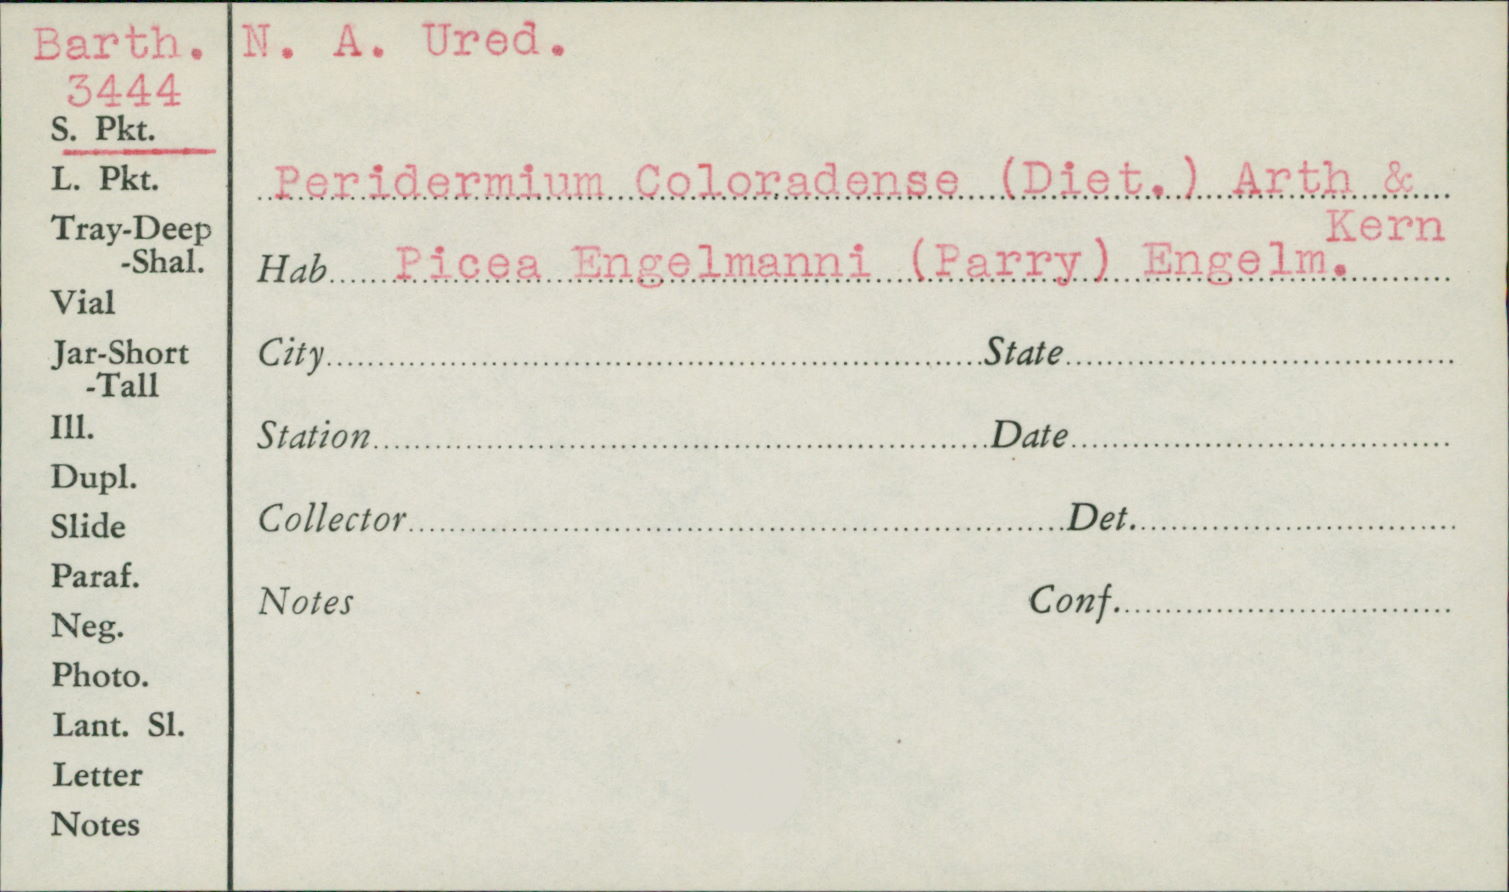 Barth. N. A. Ured.
3444
S. Pkt.
L. Pkt.
Tray-Deep
-Shal.
Vial
Jar-Short
-Tall
Ill.
Dupl.
Slide
Paraf.
Neg.
Photo.
Lant. Sl.
Letter
Notes
Peridermium Coloradense (Diet.) Arth &
Kern
Hab. Picea Engelmanni (Parry) Engelm.
City State
Station Date
Collector Det.
Notes Conf.